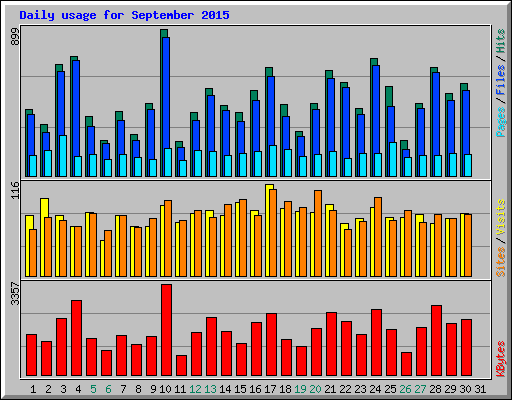 Daily usage for September 2015
899
Pages / Files / Hits
116
Sites / Visits
3357
KBytes
1 2 3 4 5 6 7 8 9 10 11 12 13 14 15 16 17 18 19 20 21 22 23 24 25 26 27 28 29 30 31